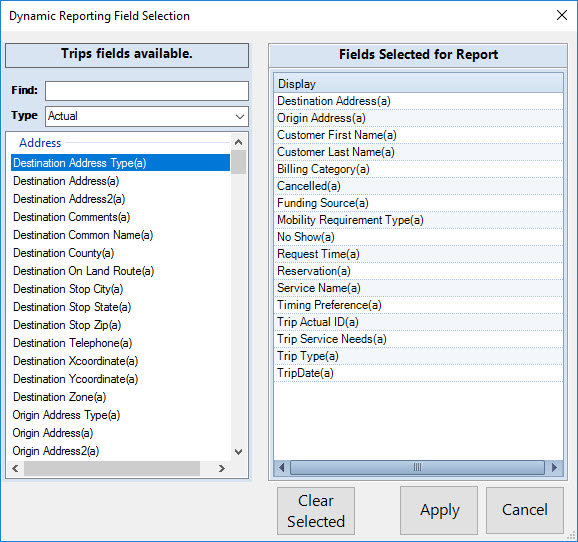 Dynamic Reporting Field Selection
Trips fields available.
Find:
Type Actual
Address
Destination Address Type(a)
Destination Address(a)
Destination Address2(a)
Destination Comments(a)
Destination Common Name(a)
Destination County(a)
Destination On Land Route(a)
Destination Stop City(a)
Destination Stop State(a)
Destination Stop Zip(a)
Destination Telephone(a)
Destination Xcoordinate(a)
Destination Ycoordinate(a)
Destination Zone(a)
Origin Address Type(a)
Origin Address(a)
Origin Address2(a)
Fields Selected for Report
Display
Destination Address(a)
Origin Address(a)
Customer First Name(a)
Customer Last Name(a)
Billing Category(a)
Cancelled(a)
Funding Source(a)
Mobility Requirement Type(a)
No Show(a)
Request Time(a)
Reservation(a)
Service Name(a)
Timing Preference(a)
Trip Actual ID(a)
Trip Service Needs(a)
Trip Type(a)
TripDate(a)
Clear
Selected
Apply
Cancel